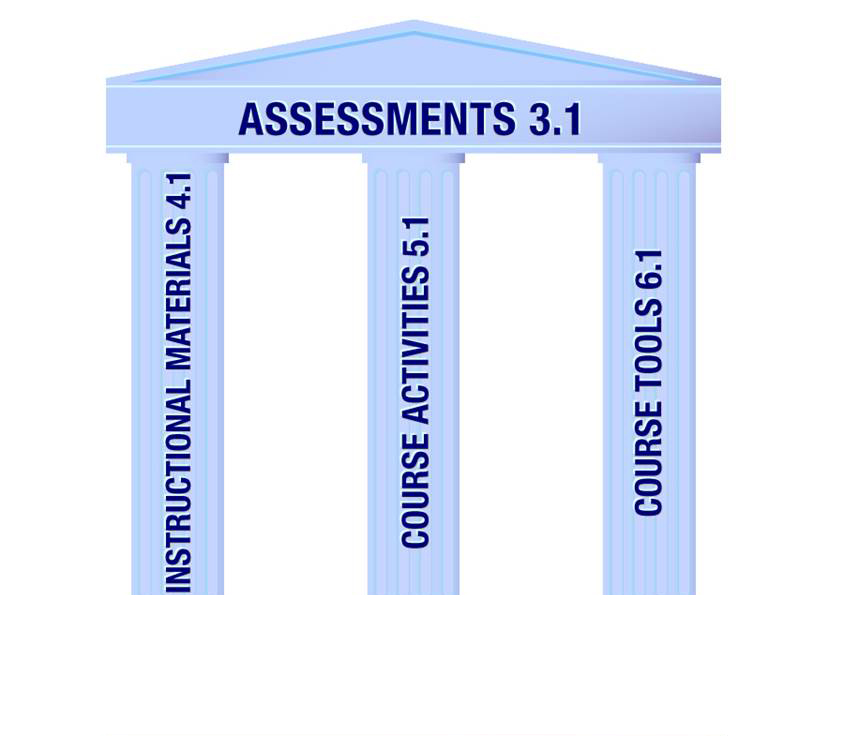 ASSESSMENTS 3.1
INSTRUCTIONAL MATERIALS 4.1
COURSE ACTIVITIES 5.1
COURSE TOOLS 6.1